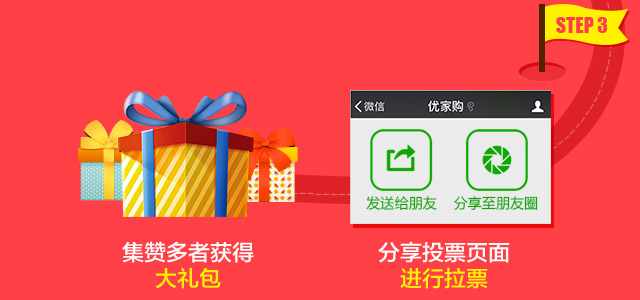 STEP 3
微信
优家购
发送给朋友
分享至朋友圈
集赞多者获得
大礼包
分享投票页面
进行拉票